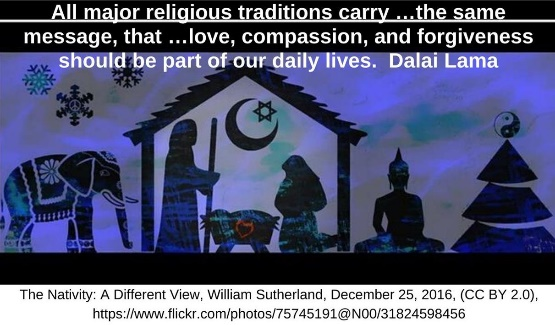 All major religious traditions carry …the same
message, that …love, compassion, and forgiveness
should be part of our daily lives.  Dalai Lama
The Nativity: A Different View, William Sutherland, December 25, 2016, (CC BY 2.0),
https://www.flickr.com/photos/75745191@N00/31824598456